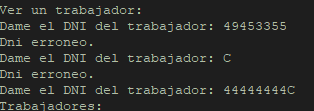 Ver un trabajador:
Dame el DNI del trabajador: 49453355
Dni erroneo.
Dame el DNI del trabajador: C
Dni erroneo.
Dame el DNI del trabajador: 44444444C
Trabajadores: